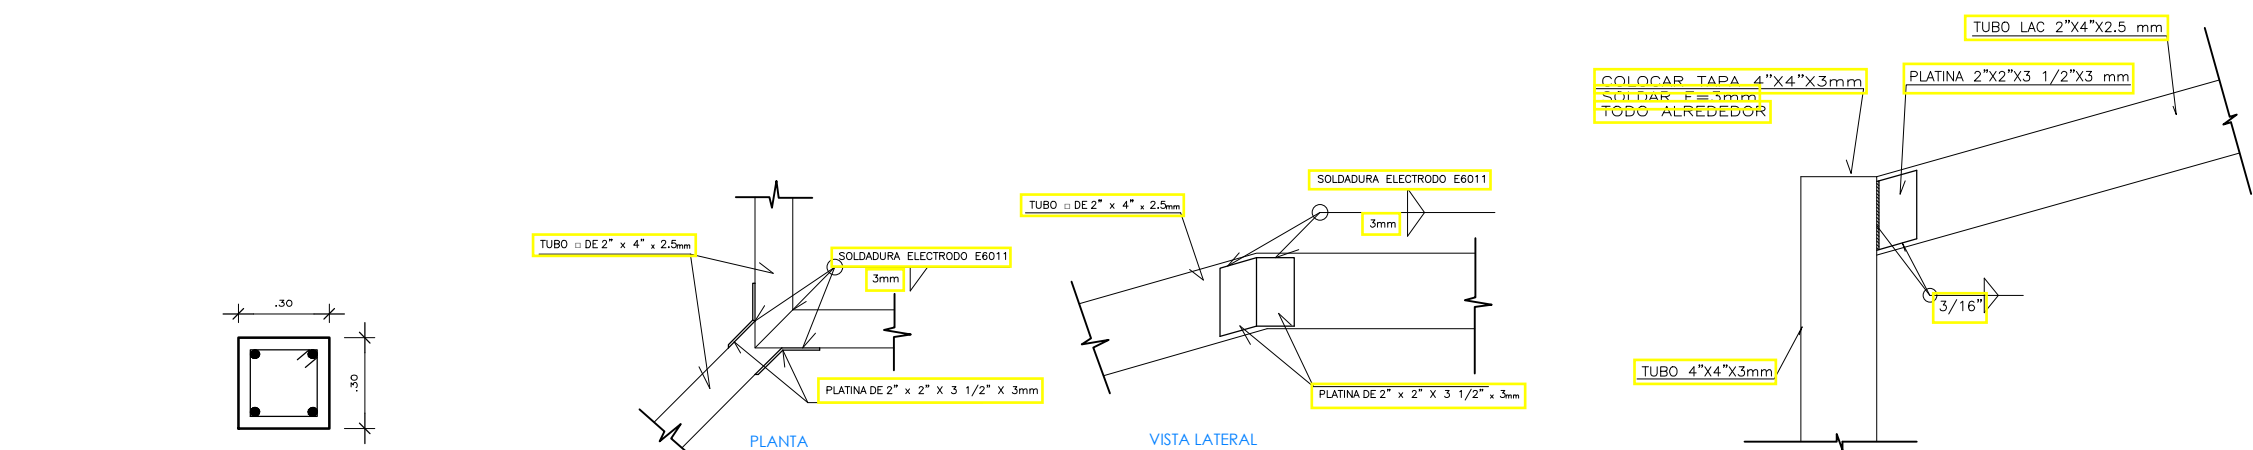 TUBO LAC 2"X4"X2.5 mm
COLOCAR TAPA 4"X4"X3mm
SOLDAR E=3mm
TODO ALREDEDOR
PLATINA 2"X2"X3 1/2"X3 mm
SOLDADURA ELECTRODO E6011
3mm
TUBO □ DE 2" x 4" x 2.5mm
TUBO □ DE 2" x 4" x 2.5mm
SOLDADURA ELECTRODO E6011
3mm
.30
.30
3/16"
TUBO 4"X4"X3mm
PLATINA DE 2" x 2" X 3 1/2" X 3mm
PLATINA DE 2" x 2" X 3 1/2" x 3mm
PLANTA
VISTA LATERAL